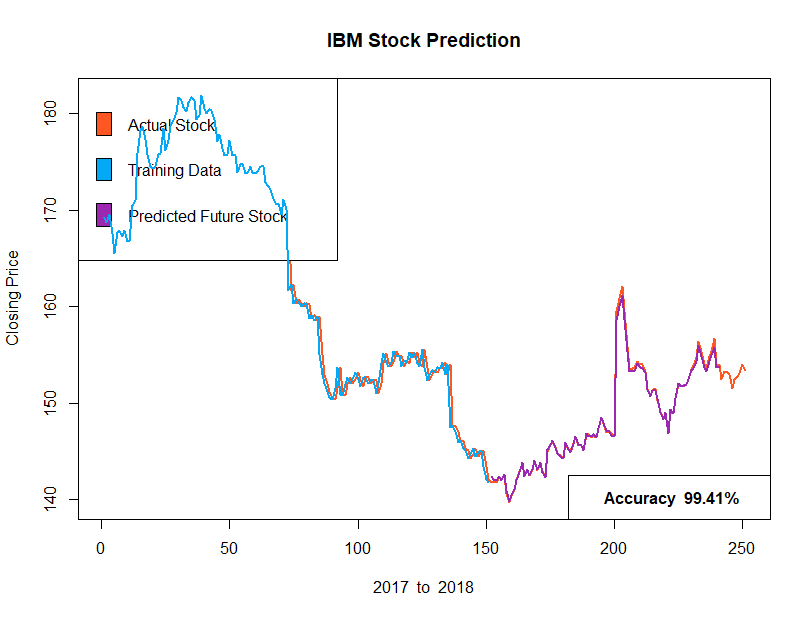 IBM Stock Prediction
Actual Stock
Training Data
Predicted Future Stock
Closing Price
180
170
160
150
140
Accuracy 99.41%
0 50 100 150 200 250
2017 to 2018